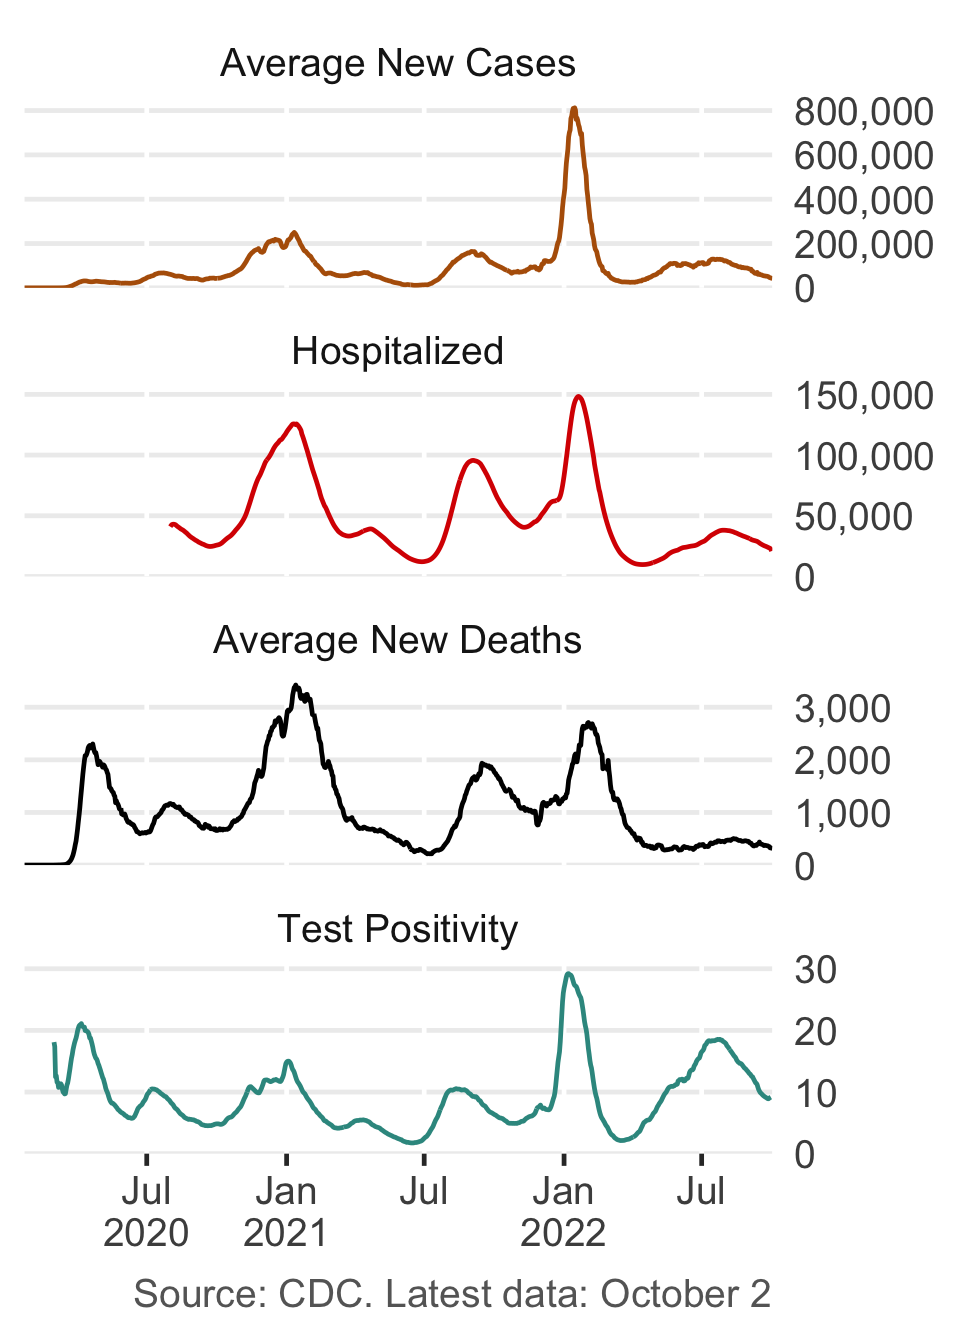 Average New Cases
800,000
600,000
400,000
200,000
0
Hospitalized
150,000
100,000
50,000
0
Average New Deaths
3,000
2,000
1,000
0
Test Positivity
30
20
10
0
Jul Jan Jul Jan Jul
2020 2021 2022
Source: CDC. Latest data: October 2